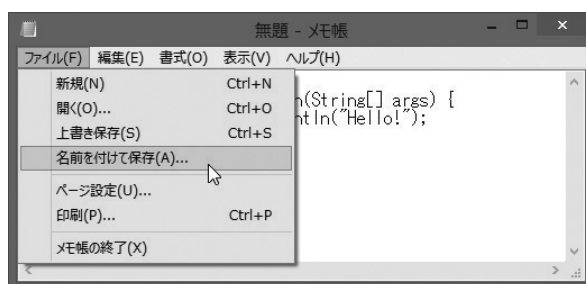 無題 - メモ帳
ファイル(F) 編集(E) 書式(O) 表示(V) ヘルプ(H)
新規(N) Ctrl+N
開く(O)... Ctrl+O
n(String[] args) {
上書き保存(S) Ctrl+S
ntln("Hello!");
名前を付けて保存(A)...
ページ設定(U)...
印刷(P)... Ctrl+P
メモ帳の終了(X)